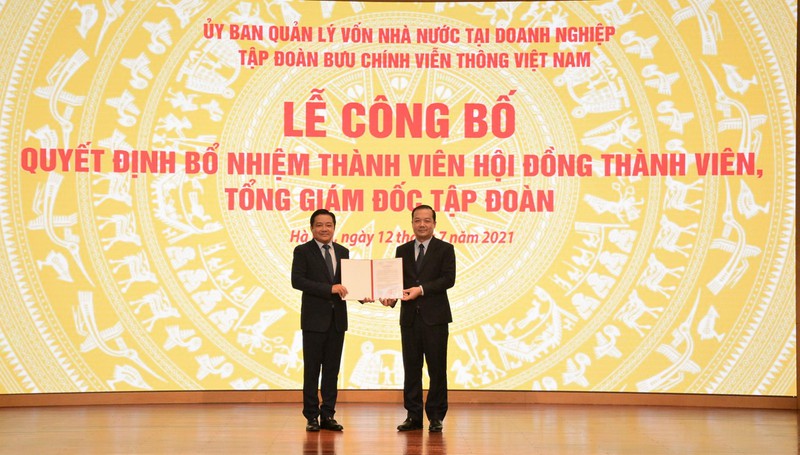 ỦY BAN QUẢN LÝ VỐN NHÀ NƯỚC TẠI DOANH NGHIỆP
TẬP ĐOÀN BƯU CHÍNH VIỄN THÔNG VIỆT NAM
LỄ CÔNG BỐ
QUYẾT ĐỊNH BỔ NHIỆM THÀNH VIÊN HỘI ĐỒNG THÀNH VIÊN,
TỔNG GIÁM ĐỐC TẬP ĐOÀN
ngày 12 7 năm 2021